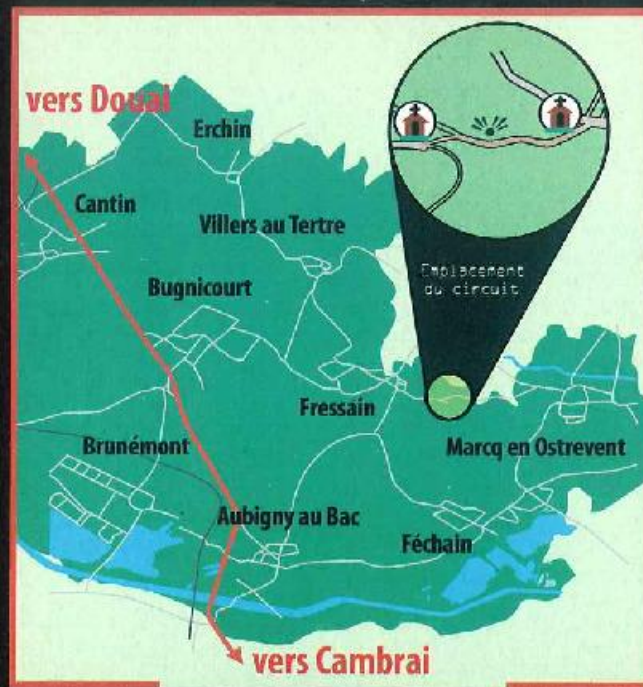 vers Douai
Erchin
Cantin
Villers au Tertre
Emplacement
du circuit
Bugnicourt
Fressain
Brunémont
Marcq en Ostrevent
Aubigny au Bac
Féchain
vers Cambrai